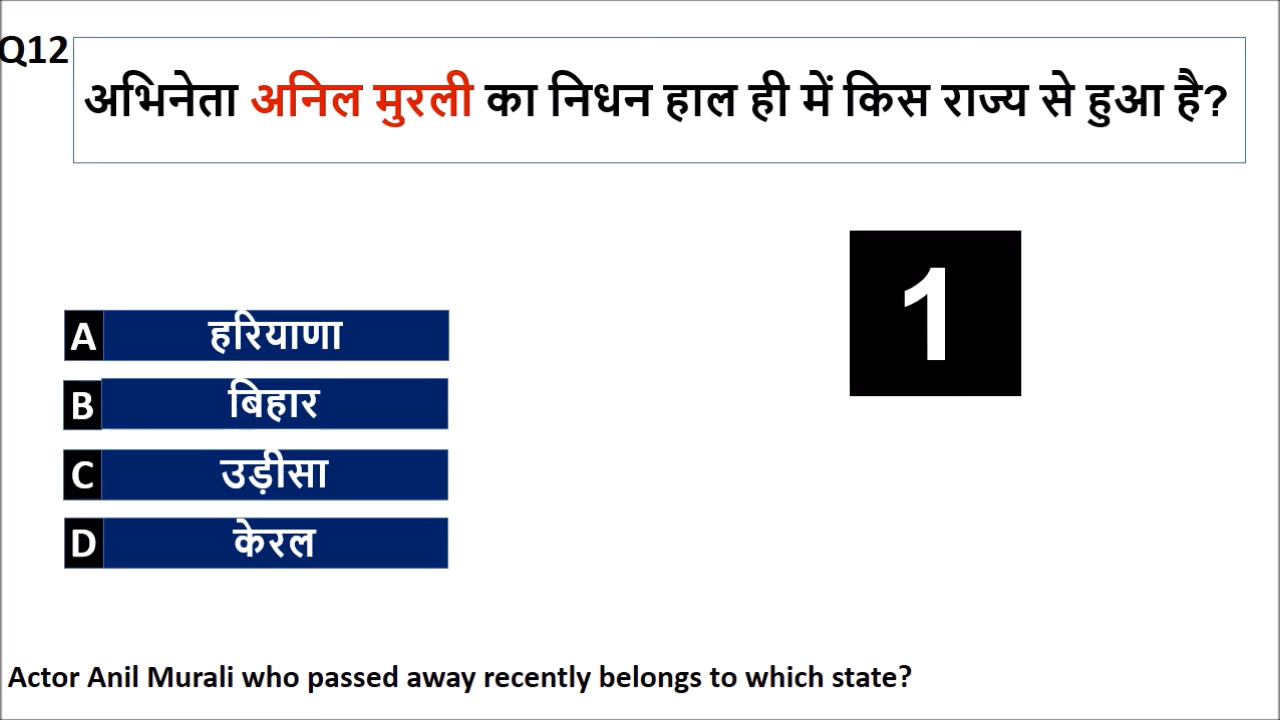 Q12
अभिनेता अनिल मुरली का निधन हाल ही में किस राज्य से हुआ है?
1
A हरियाणा
B बिहार
C उड़ीसा
D केरल
Actor Anil Murali who passed away recently belongs to which state?